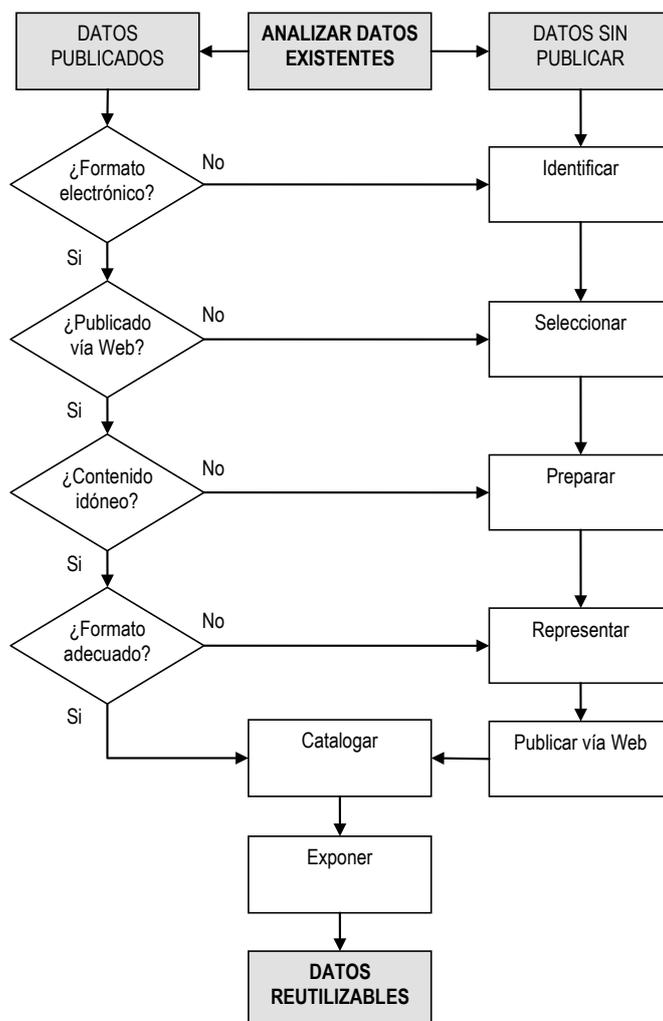 DATOS
PUBLICADOS
ANALIZAR DATOS
EXISTENTES
DATOS SIN
PUBLICAR
¿Formato
electrónico?
No
Identificar
Si
¿Publicado
vía Web?
No
Seleccionar
Si
¿Contenido
idóneo?
No
Preparar
Si
¿Formato
adecuado?
No
Representar
Si
Catalogar
Publicar vía Web
Exponer
DATOS
REUTILIZABLES